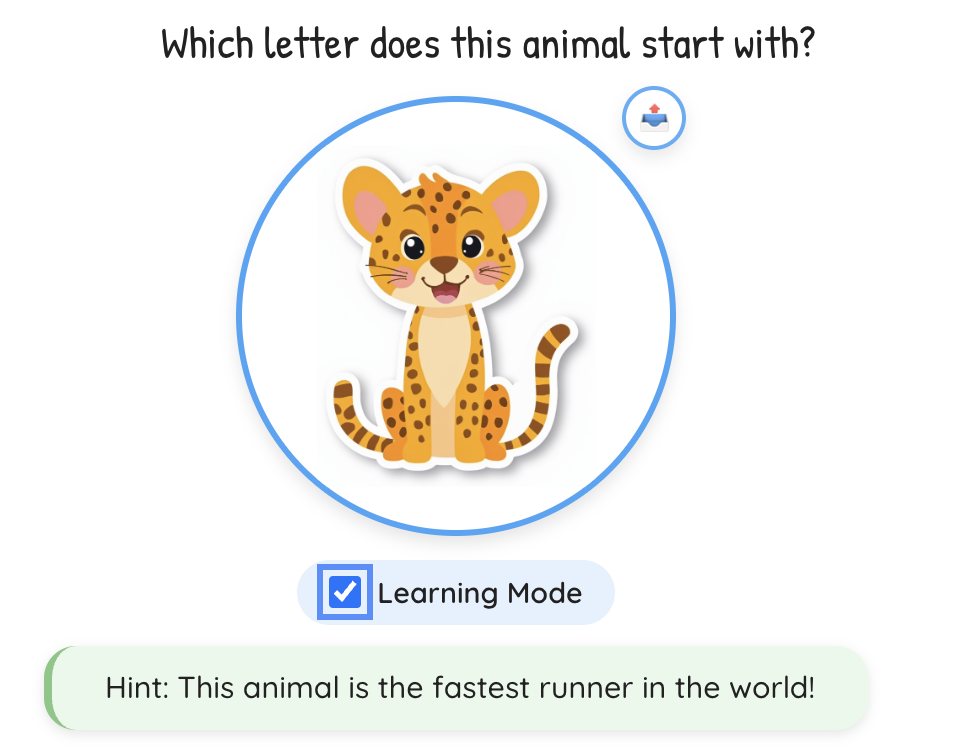 Which letter does this animal start with?
Learning Mode
Hint: This animal is the fastest runner in the world!